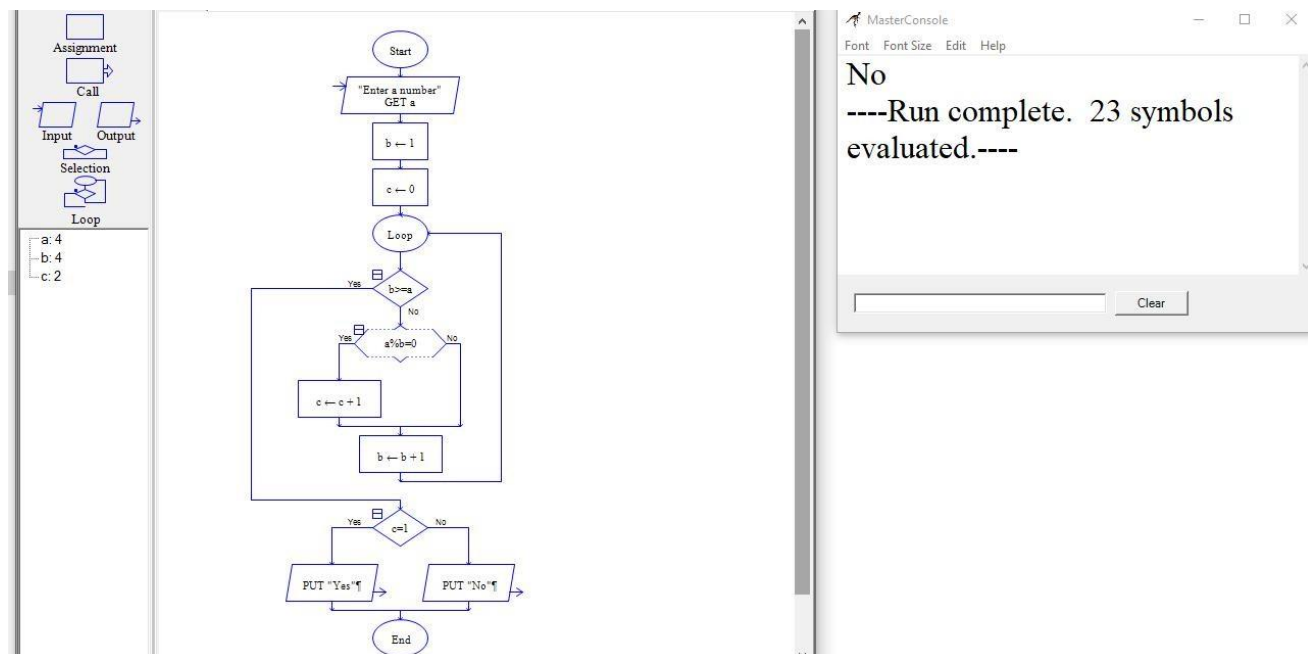 Assignment
Call
Input Output
Selection
Loop
a: 4
b: 4
c: 2
Start
"Enter a number"
GET a
b ← 1
c ← 0
Loop
b>=a
Yes
No
a%b=0
Yes
No
c ← c + 1
b ← b + 1
c=1
Yes
No
PUT "Yes"¶
PUT "No"¶
End
MasterConsole
Font Font Size Edit Help
No
----Run complete. 23 symbols
evaluated.----
Clear